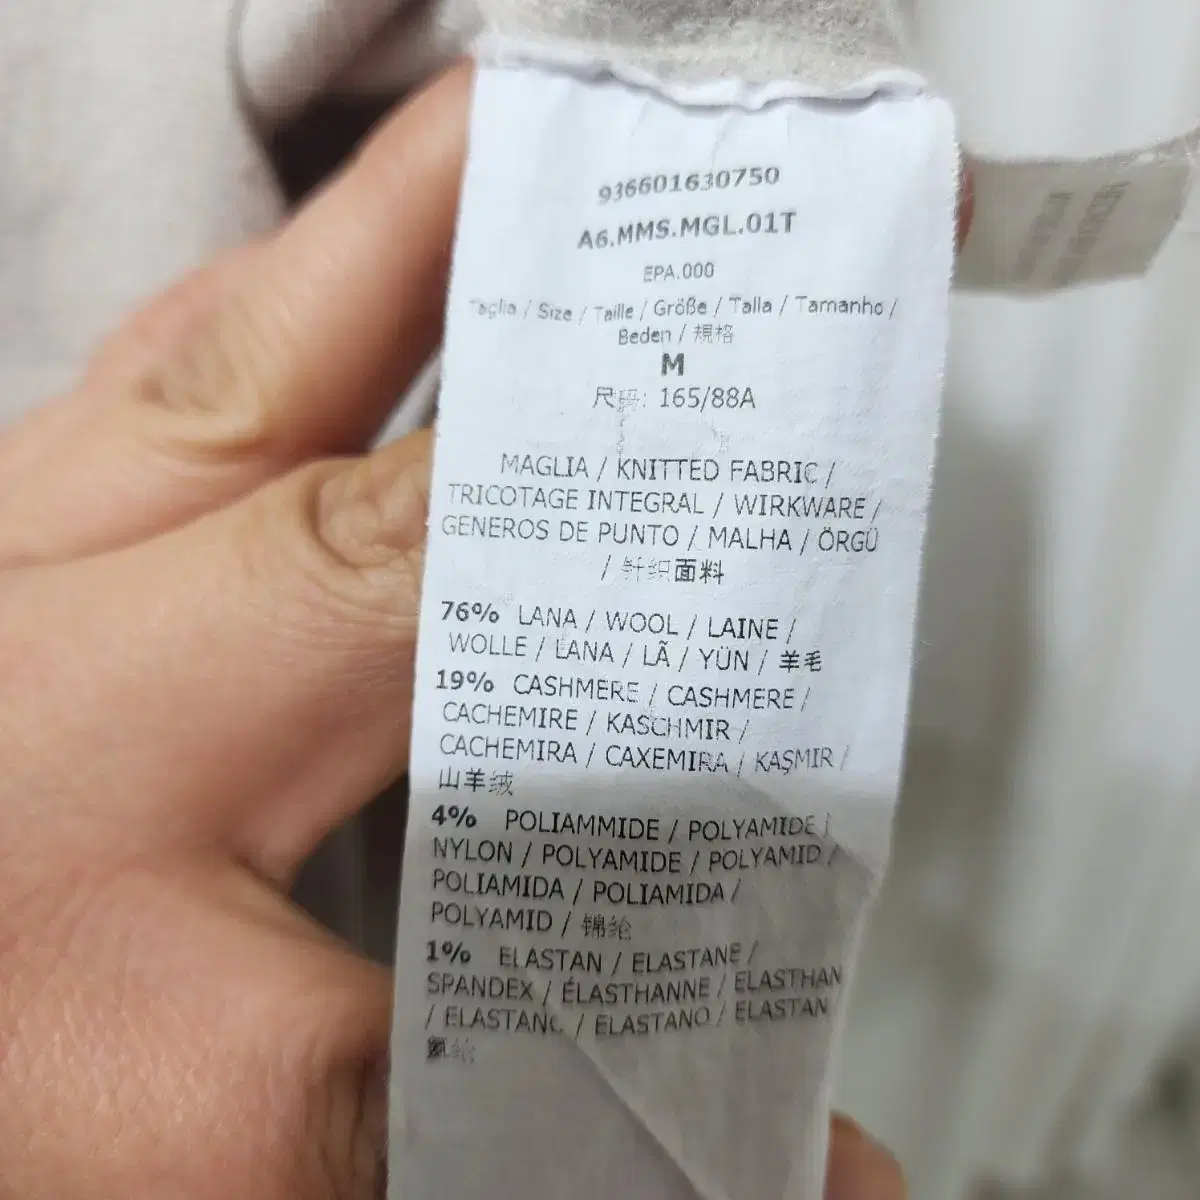 936601630750
A6.MMS.MGL.01T
EPA.000
Taglia / Size / Taille / Größe / Talla / Tamanho /
Beden / 規格
M
尺码: 165/88A
MAGLIA / KNITTED FABRIC /
TRICOTAGE INTEGRAL / WIRKWARE /
GENEROS DE PUNTO / MALHA / ÖRGÜ
/ 针织面料
76% LANA / WOOL / LAINE /
WOLLE / LANA / LÃ / YÜN / 羊毛
19% CASHMERE / CASHMERE /
CACHEMIRE / KASCHMIR /
CACHEMIRA / CAXEMIRA / KAŞMIR /
山羊绒
4% POLIAMMIDE / POLYAMIDE /
NYLON / POLYAMIDE / POLYAMID /
POLIAMIDA / POLIAMIDA /
POLYAMID / 锦纶
1% ELASTAN / ELASTANE /
SPANDEX / ÉLASTHANNE / ELASTHAN
/ ELASTANO / ELASTANO / ELASTAN
氨纶